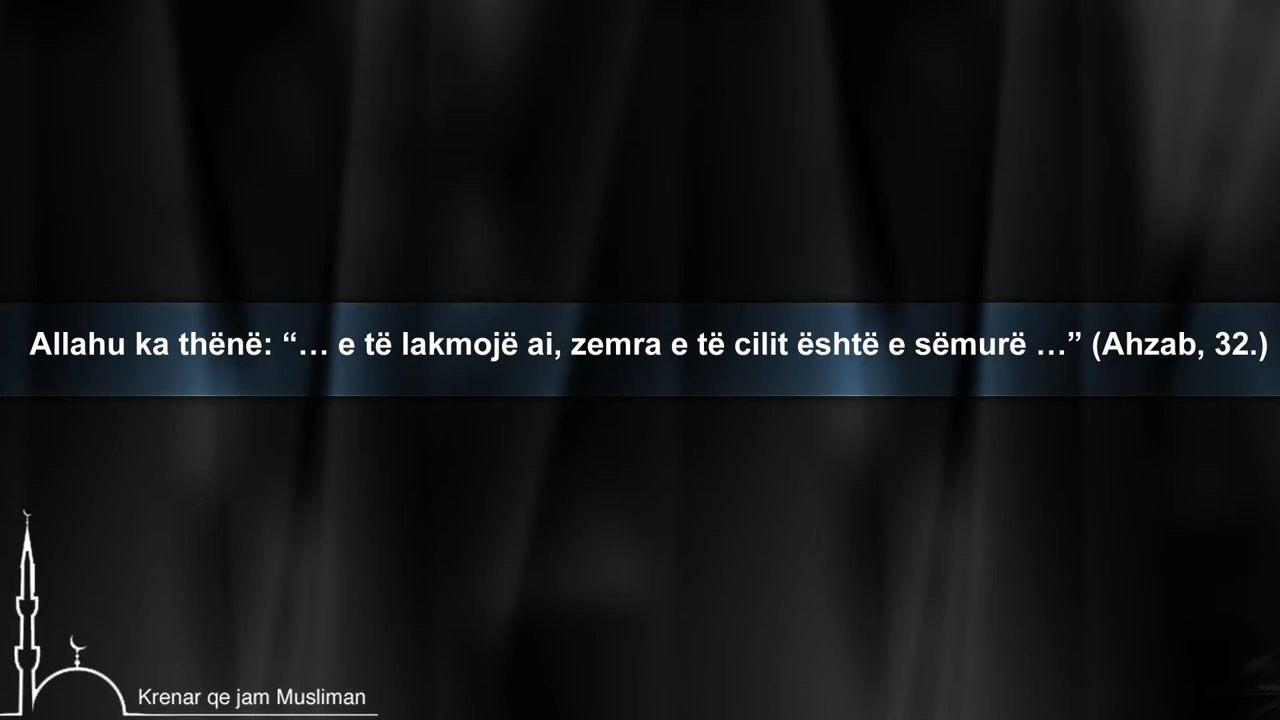 Allahu ka thënë: “… e të lakmojë ai, zemra e të cilit është e sëmurë …” (Ahzab, 32.)
Krenar qe jam Musliman